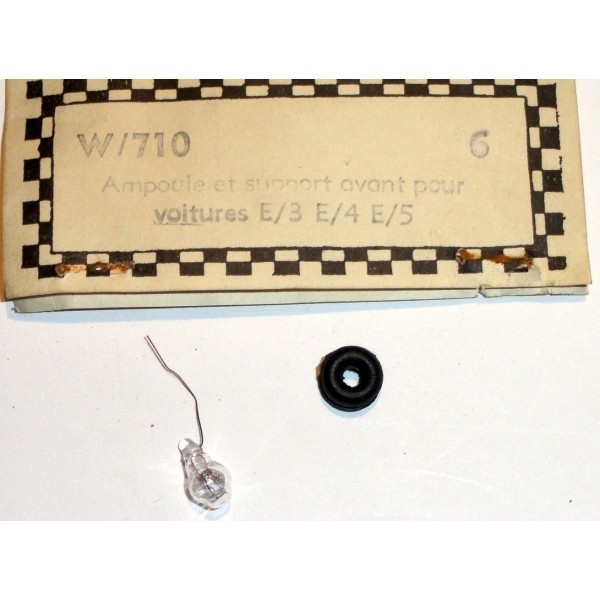 W/710 6
Ampoule et support avant pour
voitures E/3 E/4 E/5